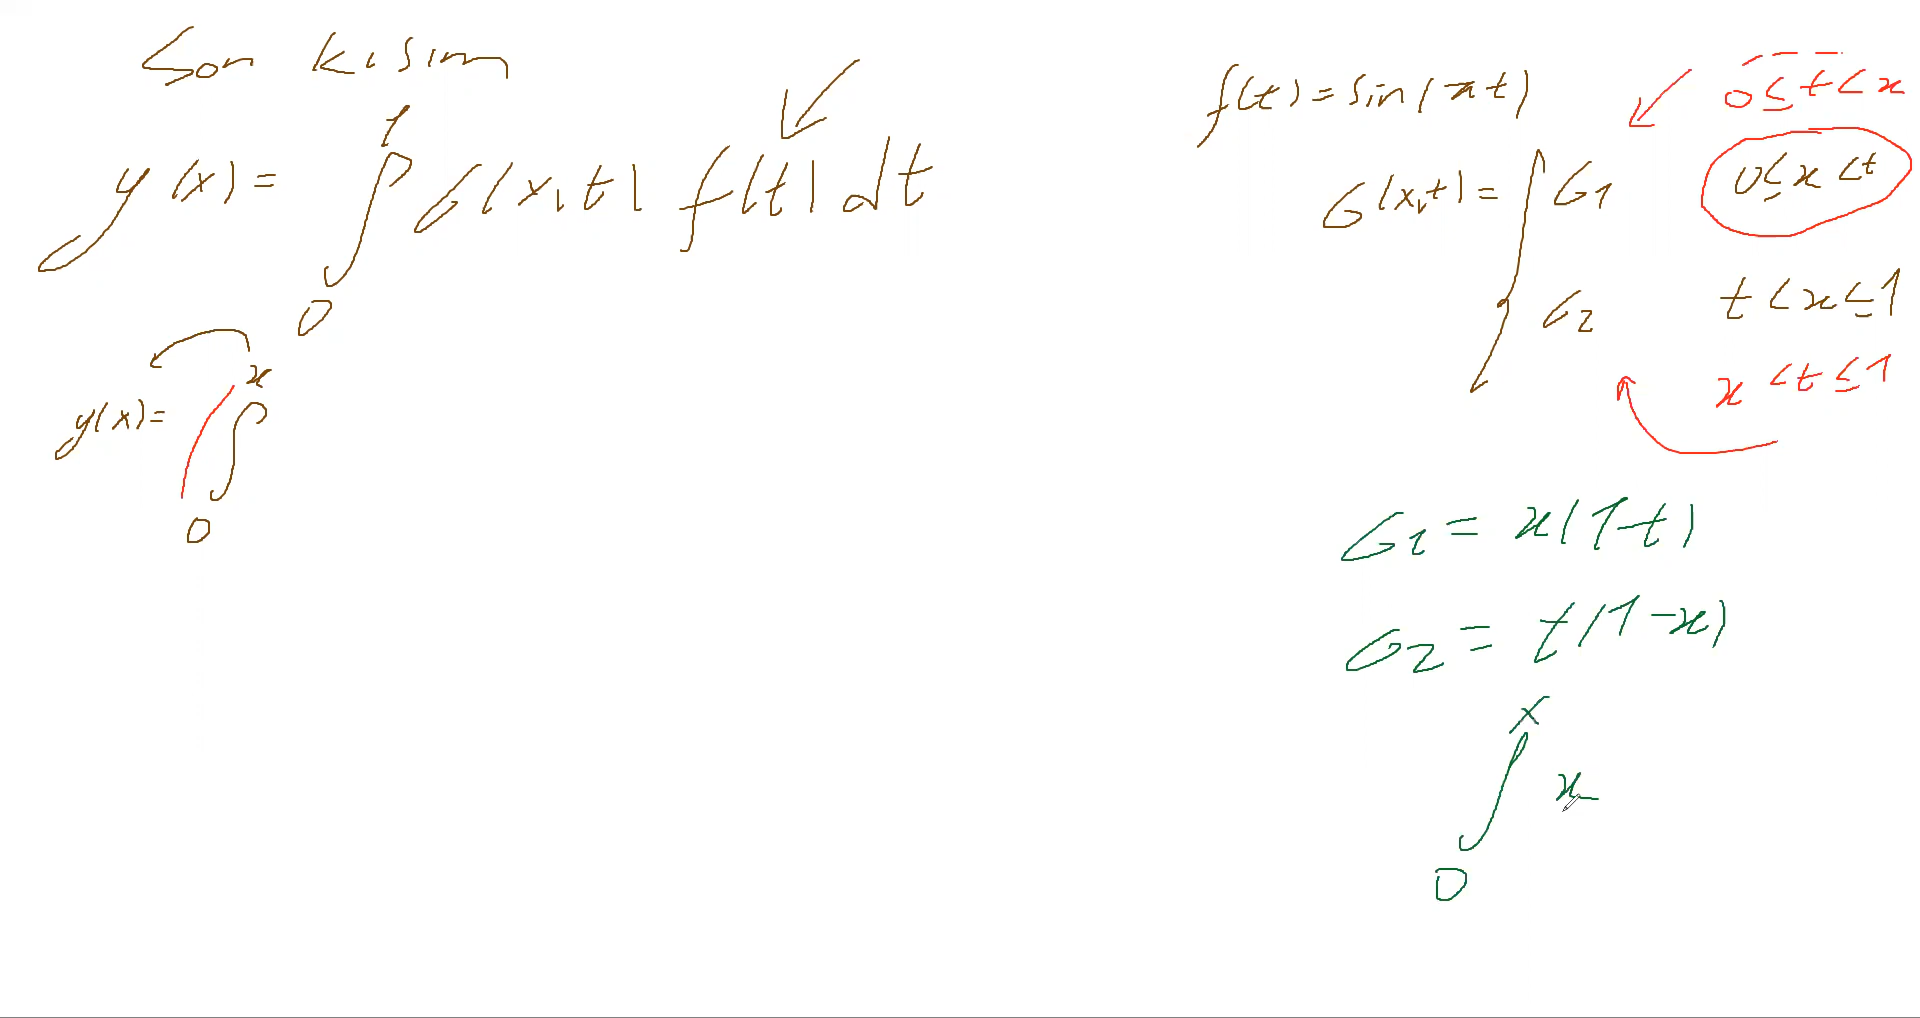 Son kısım
y(x) = ∫₀¹ G(x,t) f(t) dt
y(x) = ∫₀ˣ
f(t) = sin(πt)
0 ≤ t < x
G(x,t) = { G1 0 ≤ x < t
G2 t < x ≤ 1
x < t ≤ 1
G1 = x(1-t)
G2 = t(1-x)
∫₀ˣ x